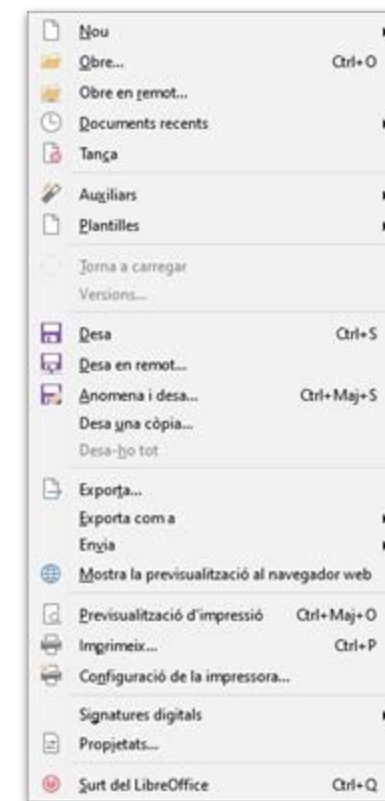 Nou
Obre... Ctrl+O
Obre en remot...
Documents recents
Tanca
Auxiliars
Plantilles
Torna a carregar
Versions...
Desa Ctrl+S
Desa en remot...
Anomena i desa... Ctrl+Maj+S
Desa una còpia...
Desa-ho tot
Exporta...
Exporta com a
Envia
Mostra la previsualització al navegador web
Previsualització d'impressió Ctrl+Maj+O
Imprimeix... Ctrl+P
Configuració de la impressora...
Signatures digitals
Propietats...
Surt del LibreOffice Ctrl+Q